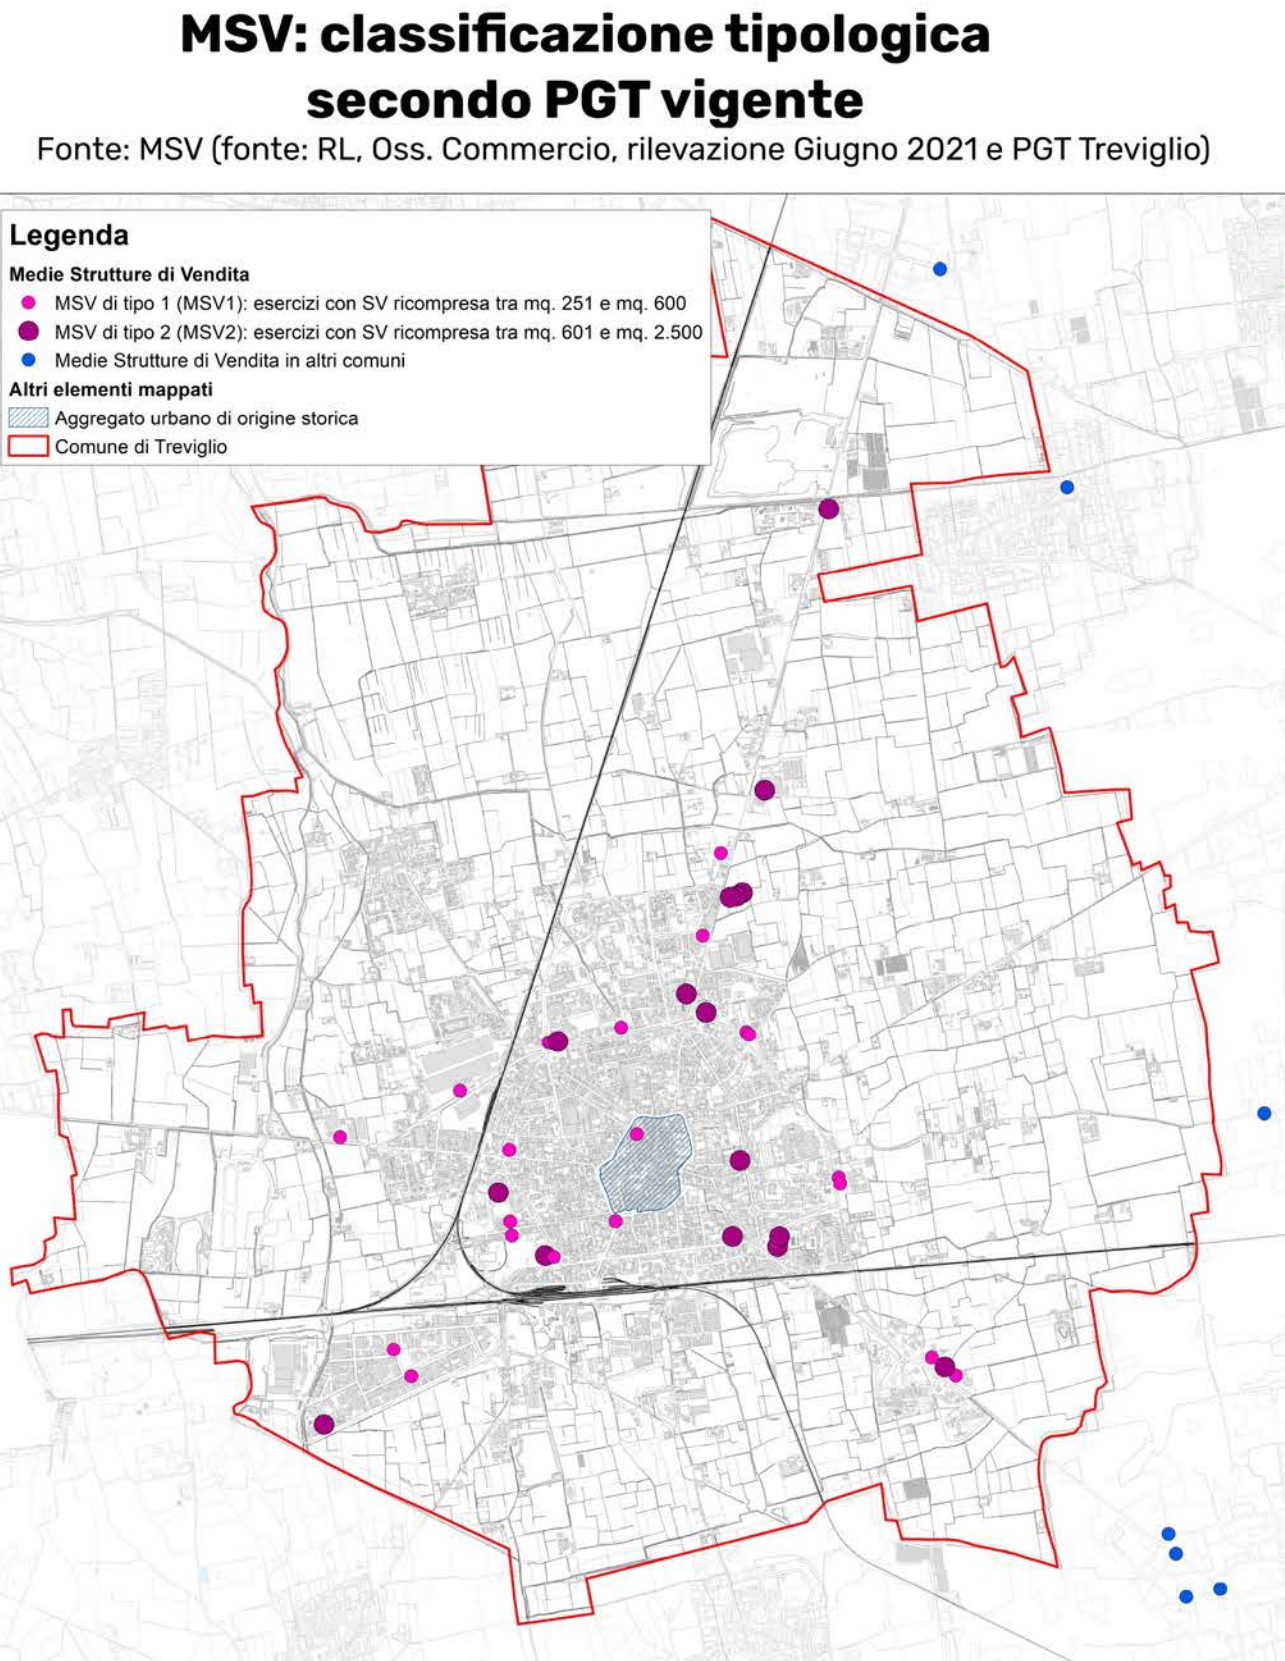 MSV: classificazione tipologica
secondo PGT vigente
Fonte: MSV (fonte: RL, Oss. Commercio, rilevazione Giugno 2021 e PGT Treviglio)
Legenda
Medie Strutture di Vendita
MSV di tipo 1 (MSV1): esercizi con SV ricompresa tra mq. 251 e mq. 600
MSV di tipo 2 (MSV2): esercizi con SV ricompresa tra mq. 601 e mq. 2.500
Medie Strutture di Vendita in altri comuni
Altri elementi mappati
Aggregato urbano di origine storica
Comune di Treviglio